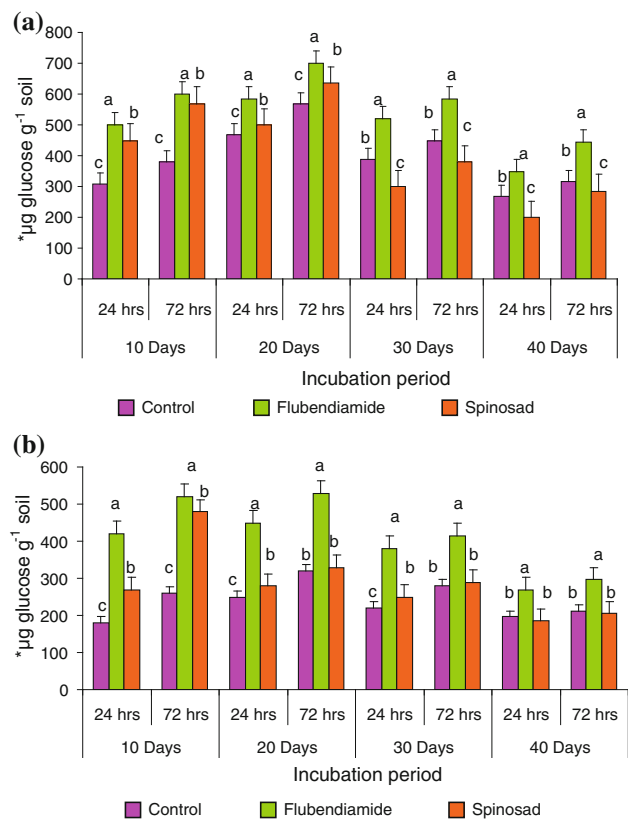 (a)
*µg glucose g⁻¹ soil
800
700
600
500
400
300
200
100
0
c a b c a b c a b c a b b a c b a c b a c b a c
24 hrs 72 hrs 24 hrs 72 hrs 24 hrs 72 hrs 24 hrs 72 hrs
10 Days 20 Days 30 Days 40 Days
Incubation period
Control Flubendiamide Spinosad
(b)
*µg glucose g⁻¹ soil
600
500
400
300
200
100
0
c a b c a b c a b b a b c a b b a b b a b b a b
24 hrs 72 hrs 24 hrs 72 hrs 24 hrs 72 hrs 24 hrs 72 hrs
10 Days 20 Days 30 Days 40 Days
Incubation period
Control Flubendiamide Spinosad